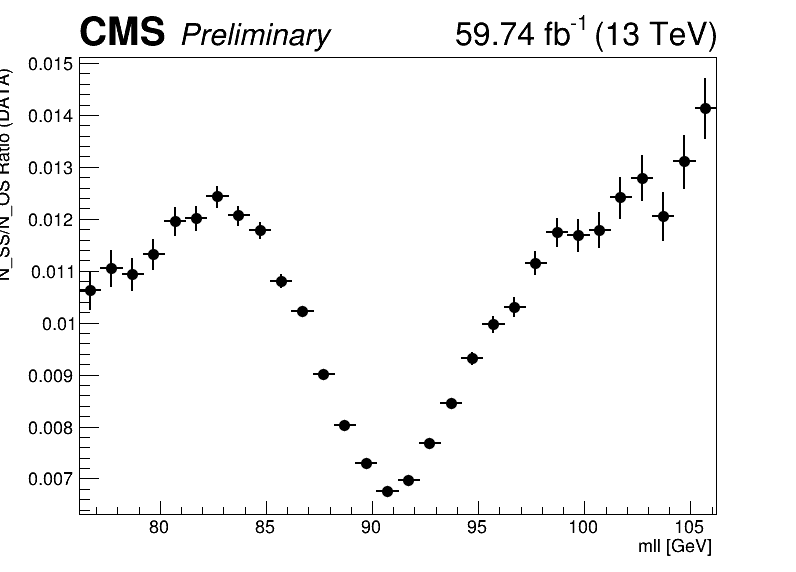 CMS Preliminary 59.74 fb⁻¹ (13 TeV)
N_SS/N_OS Ratio (DATA)
0.015
0.014
0.013
0.012
0.011
0.01
0.009
0.008
0.007
80 85 90 95 100 105
mll [GeV]